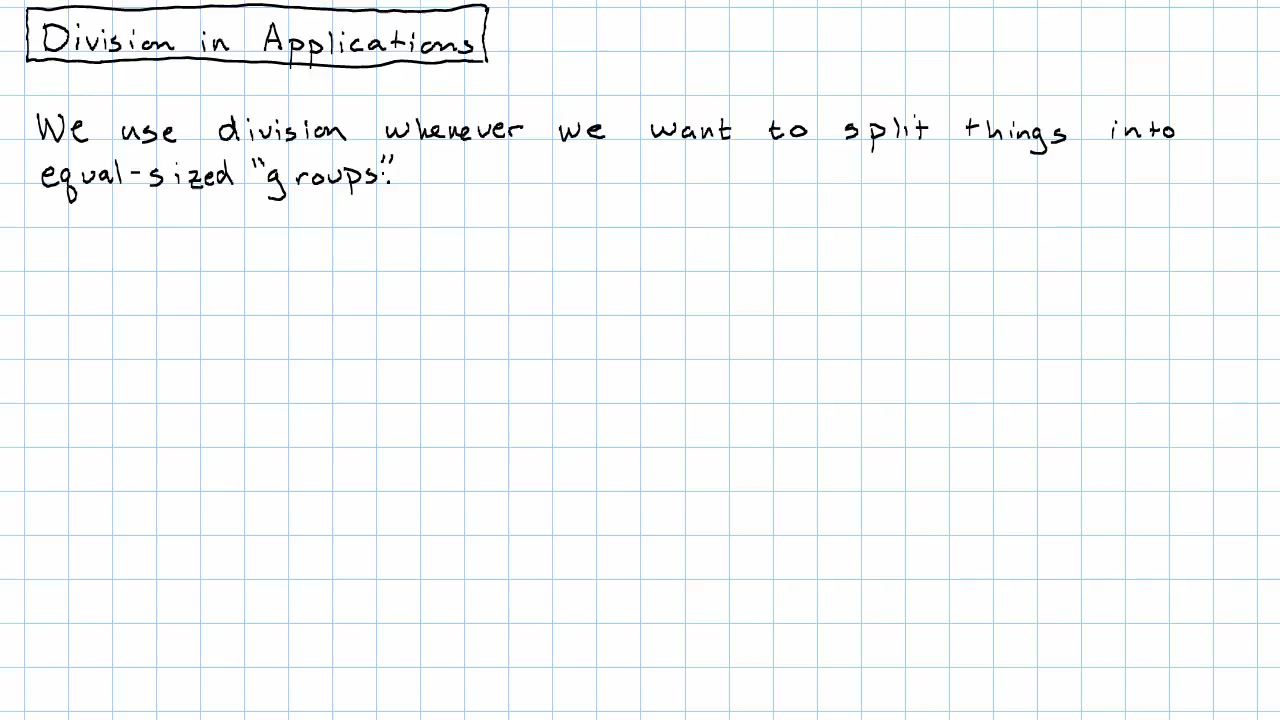 Division in Applications
We use division whenever we want to split things into
equal-sized "groups."